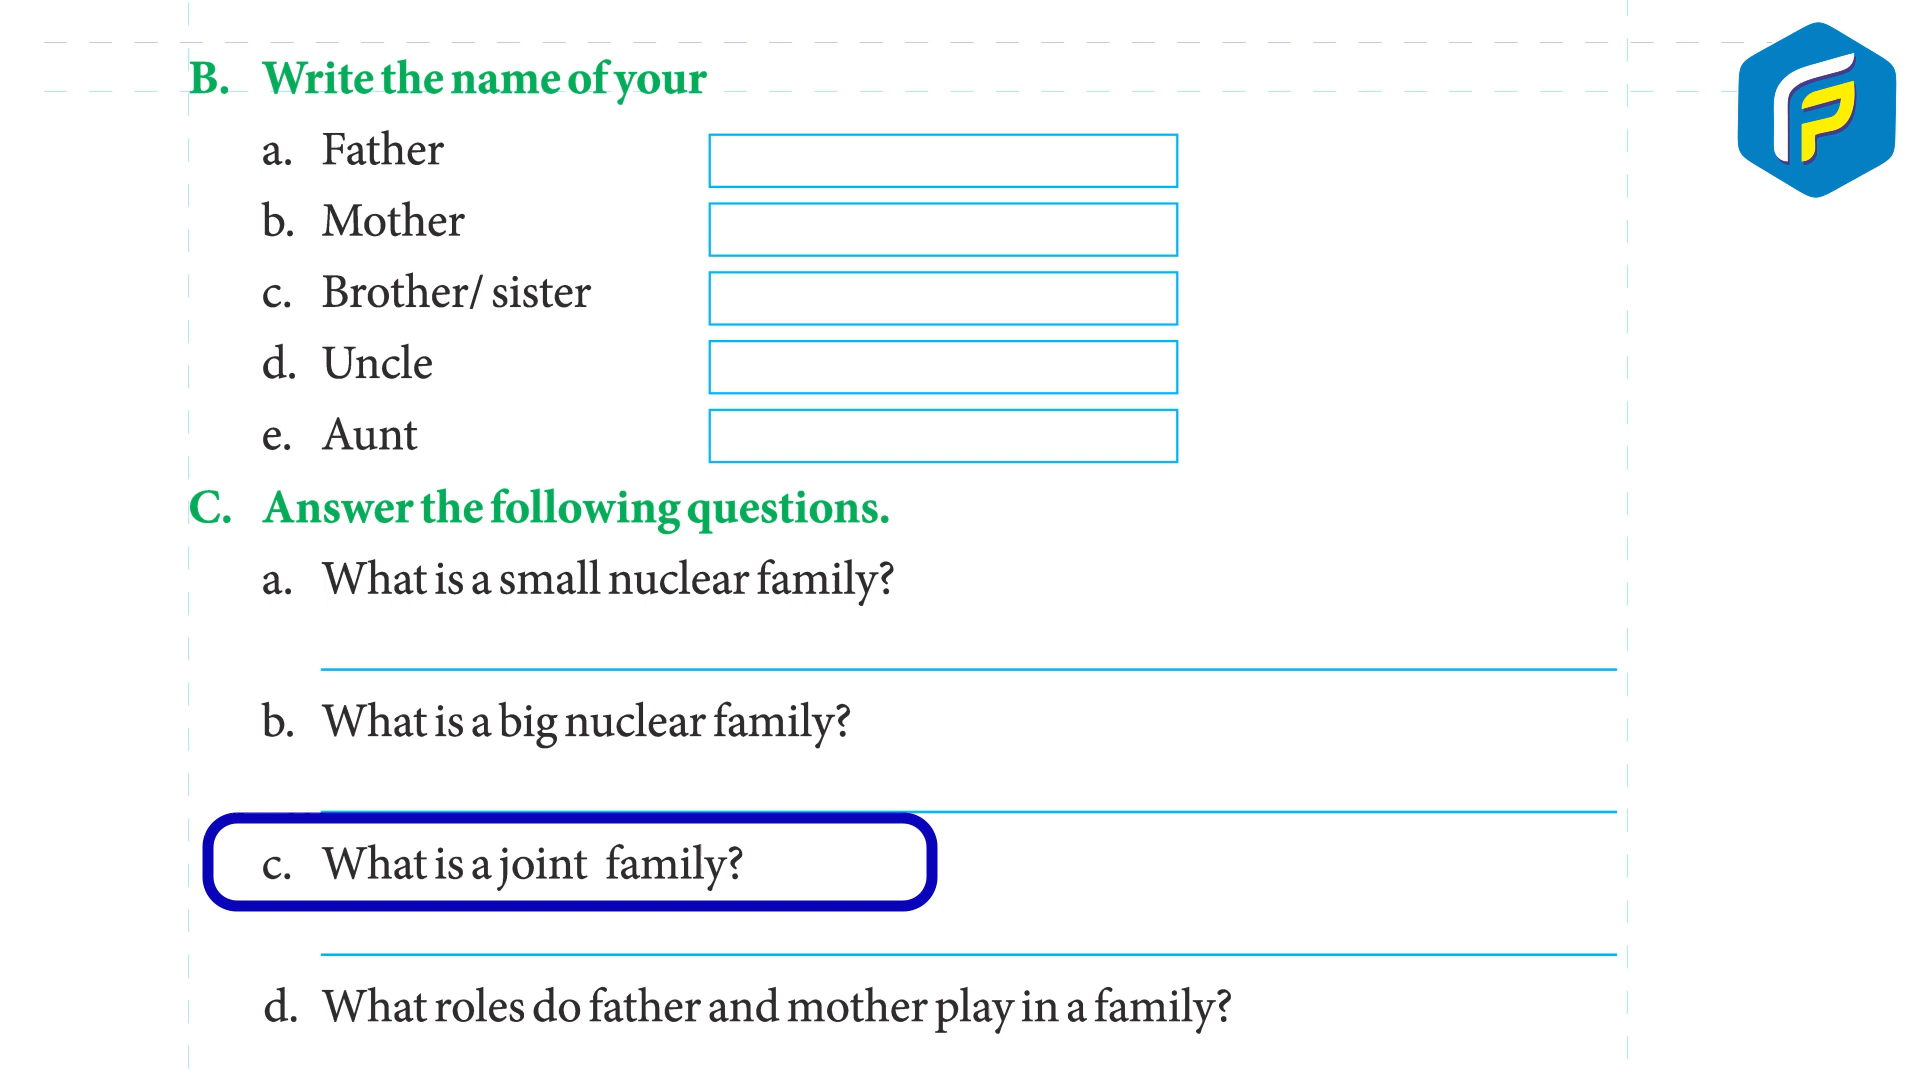 B. Write the name of your
a. Father
b. Mother
c. Brother/ sister
d. Uncle
e. Aunt
C. Answer the following questions.
a. What is a small nuclear family?
b. What is a big nuclear family?
c. What is a joint family?
d. What roles do father and mother play in a family?